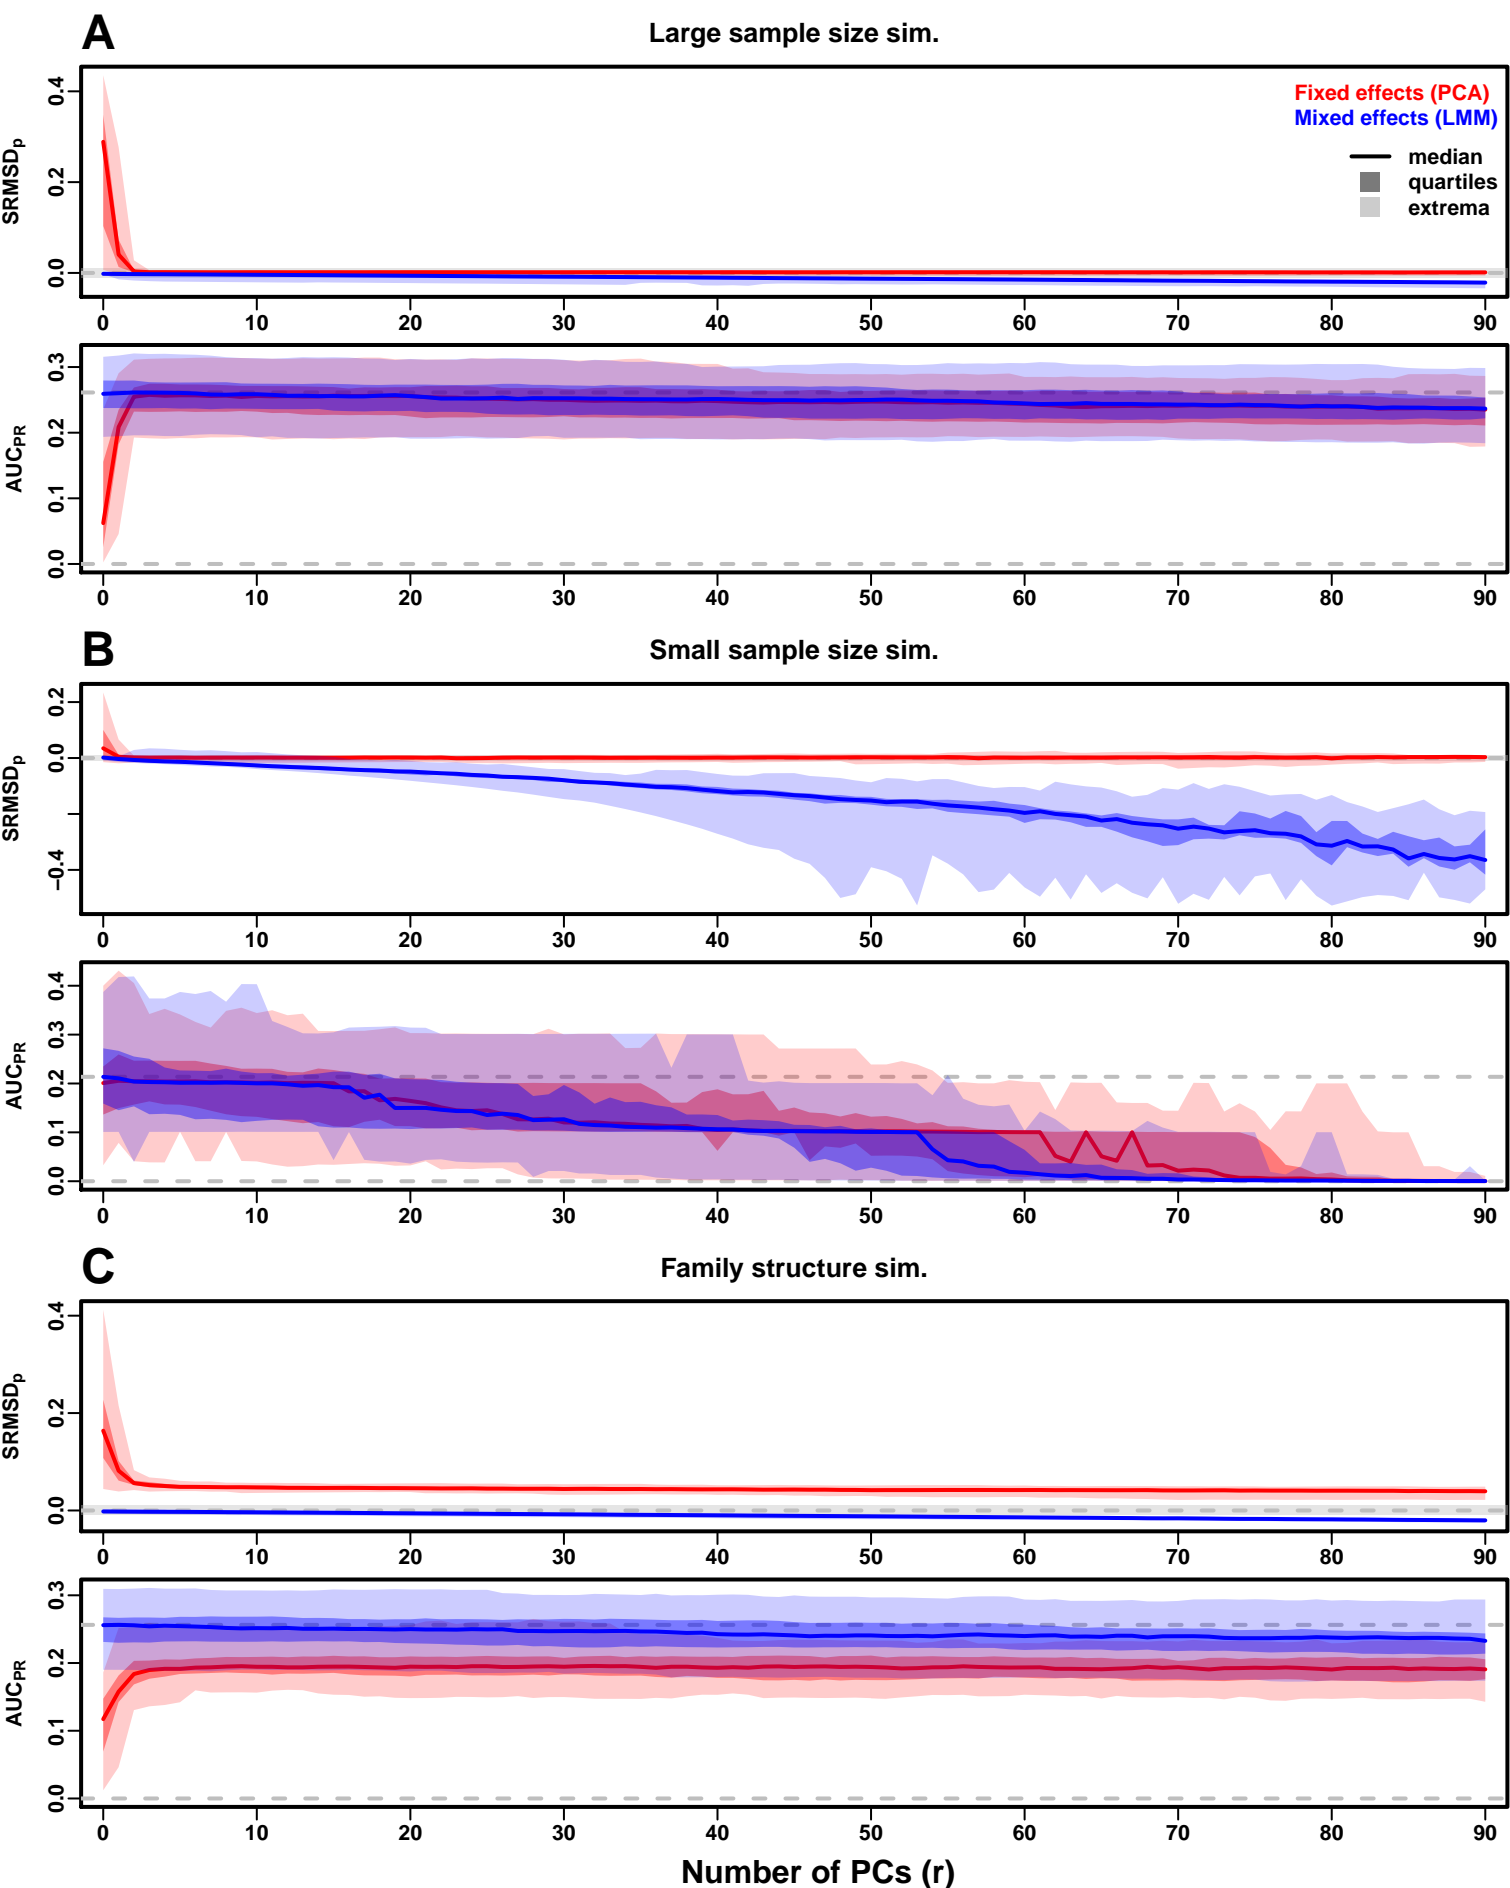 A
Large sample size sim.
SRMSDp
0.4
0.2
0.0
Fixed effects (PCA)
Mixed effects (LMM)
median
quartiles
extrema
0 10 20 30 40 50 60 70 80 90
AUCPR
0.3
0.2
0.1
0.0
0 10 20 30 40 50 60 70 80 90
B
Small sample size sim.
SRMSDp
0.2
0.0
−0.4
0 10 20 30 40 50 60 70 80 90
AUCPR
0.4
0.3
0.2
0.1
0.0
0 10 20 30 40 50 60 70 80 90
C
Family structure sim.
SRMSDp
0.4
0.2
0.0
0 10 20 30 40 50 60 70 80 90
AUCPR
0.3
0.2
0.1
0.0
0 10 20 30 40 50 60 70 80 90
Number of PCs (r)